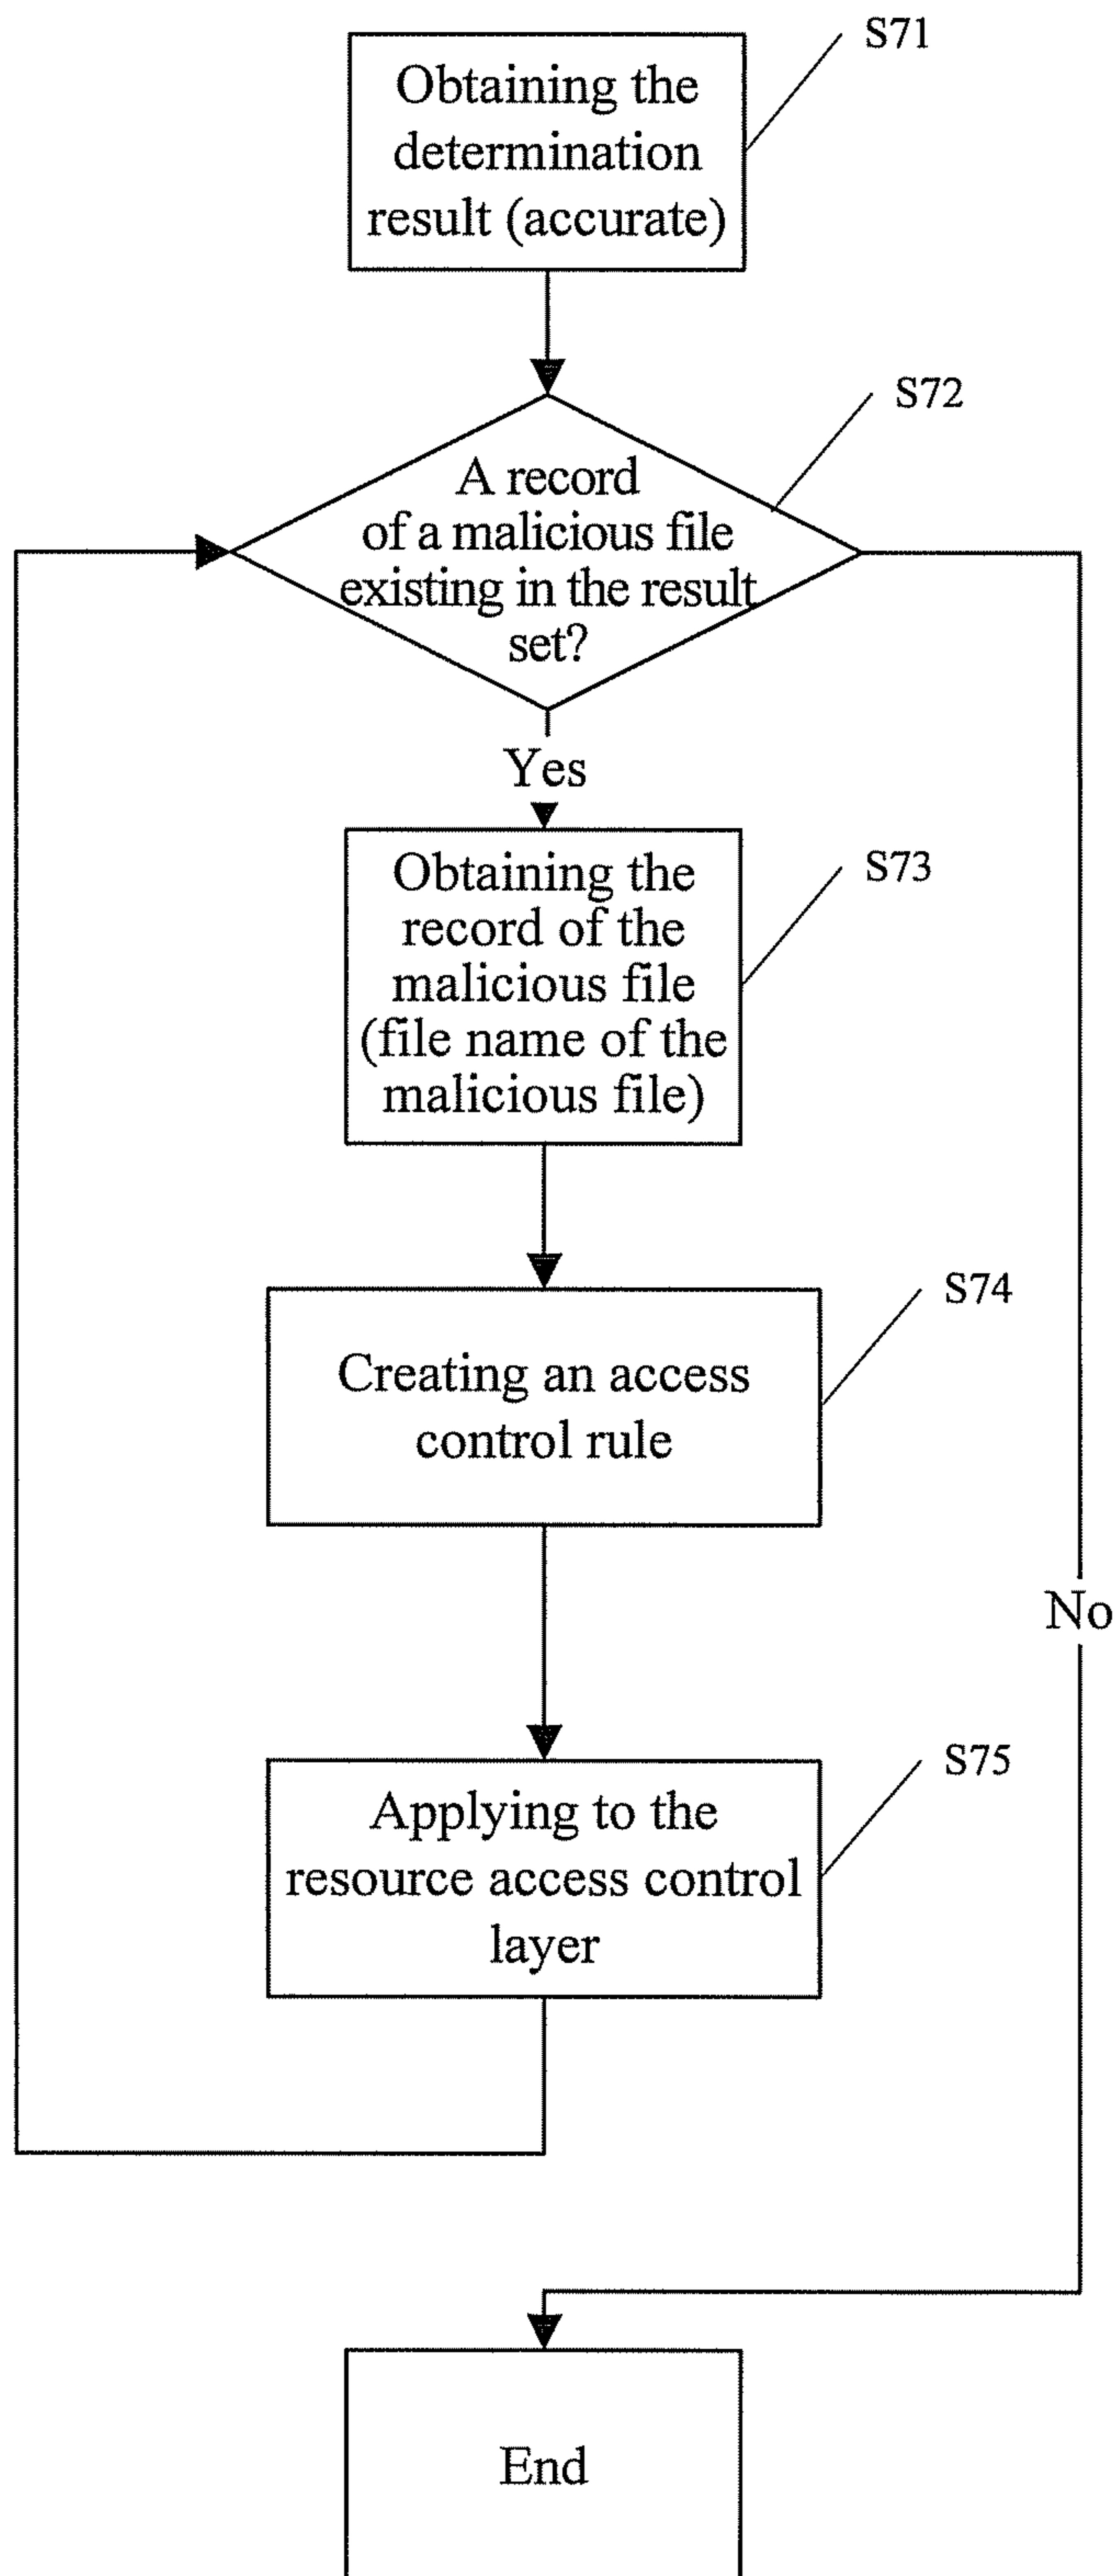 S71
Obtaining the
determination
result (accurate)
S72
A record
of a malicious file
existing in the result
set?
Yes
S73
Obtaining the
record of the
malicious file
(file name of the
malicious file)
S74
Creating an access
control rule
No
S75
Applying to the
resource access control
layer
End